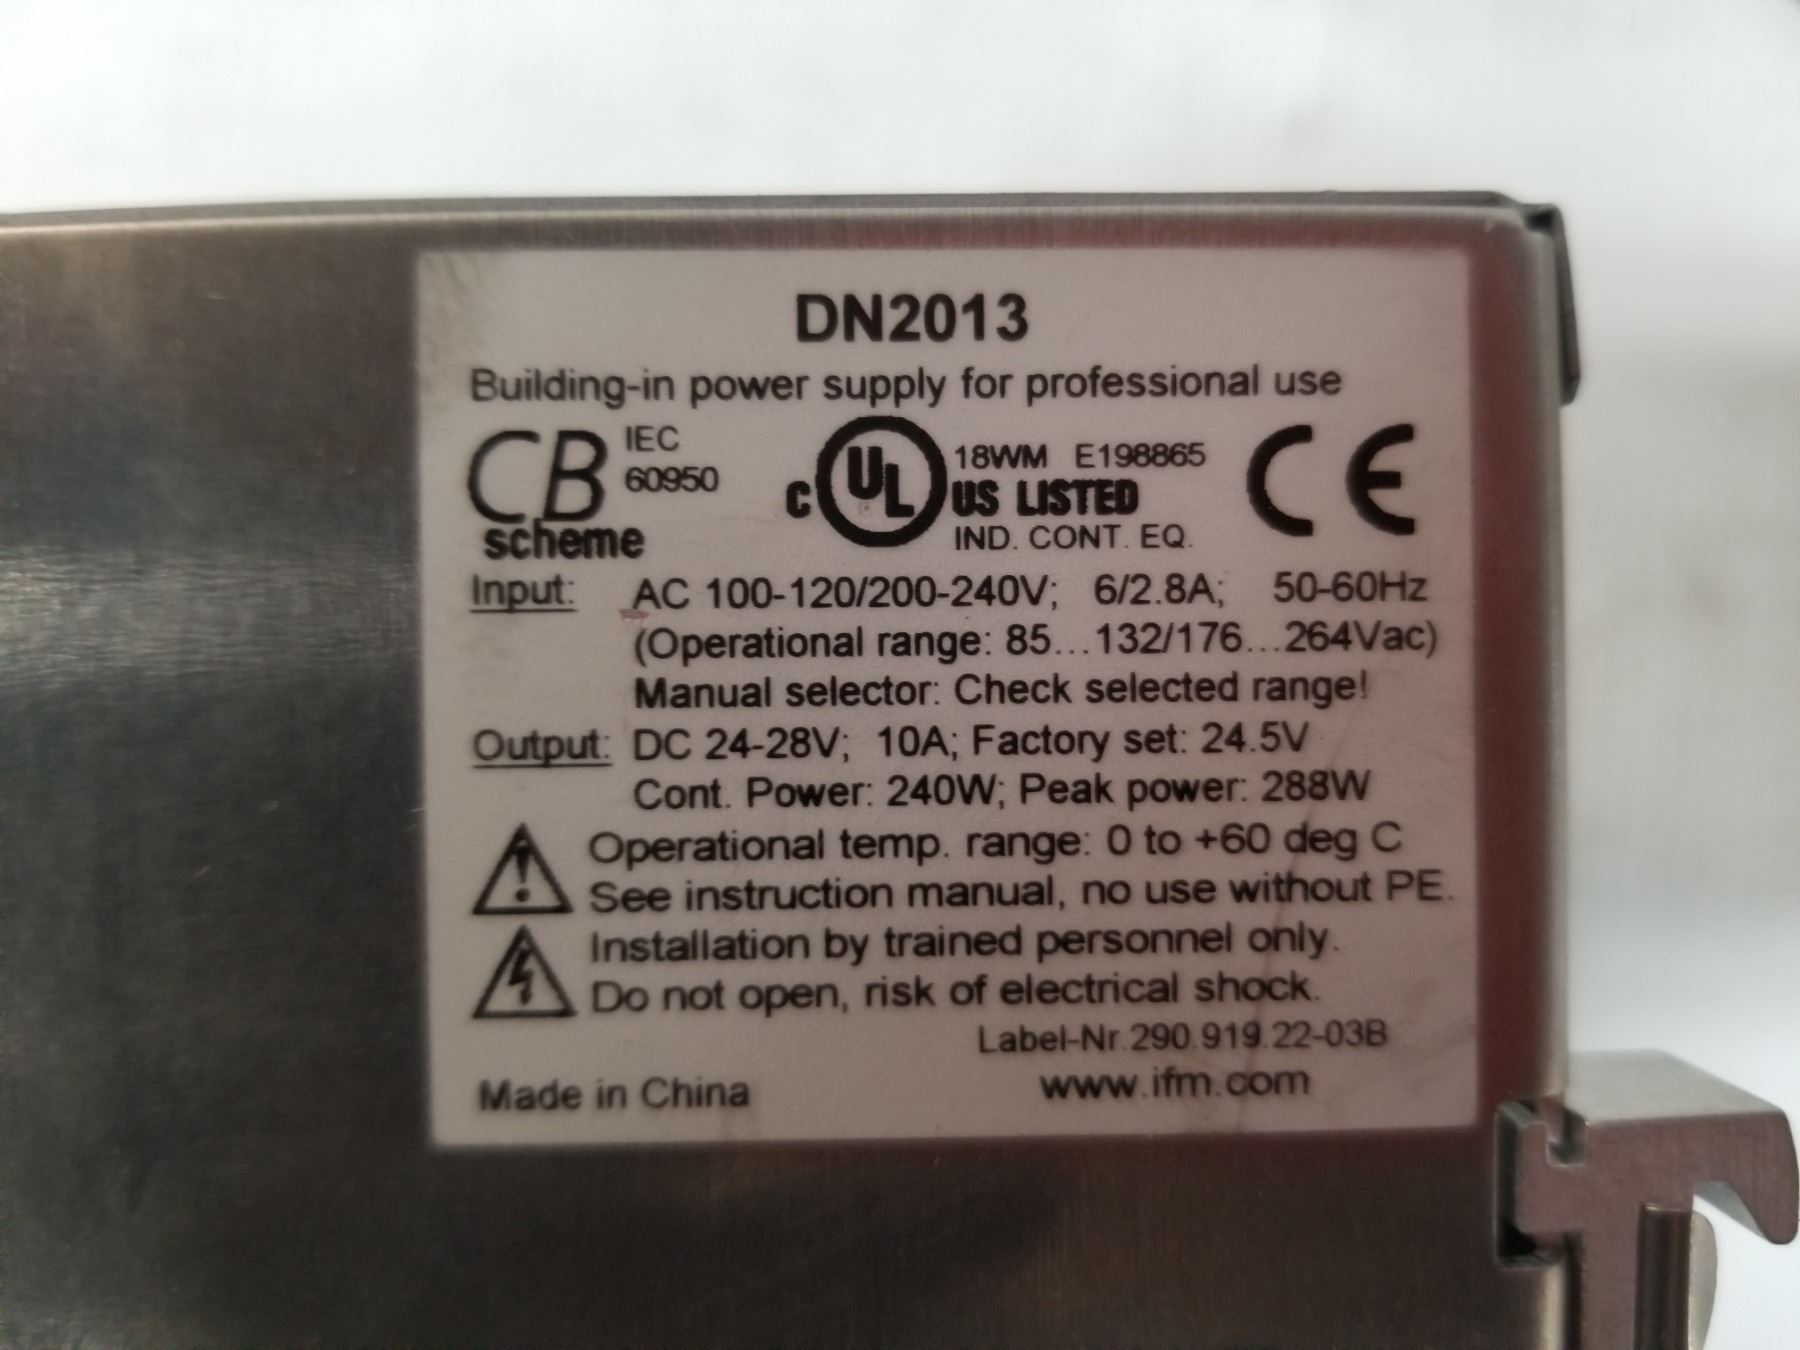 DN2013
Building-in power supply for professional use
CB scheme IEC 60950
c UL US LISTED 18WM E198865 IND. CONT. EQ.
CE
Input: AC 100-120/200-240V; 6/2.8A; 50-60Hz
(Operational range: 85...132/176...264Vac)
Manual selector: Check selected range!
Output: DC 24-28V; 10A; Factory set: 24.5V
Cont. Power: 240W; Peak power: 288W
Operational temp. range: 0 to +60 deg C
See instruction manual, no use without PE.
Installation by trained personnel only.
Do not open, risk of electrical shock.
Label-Nr.290.919.22-03B
Made in China www.ifm.com